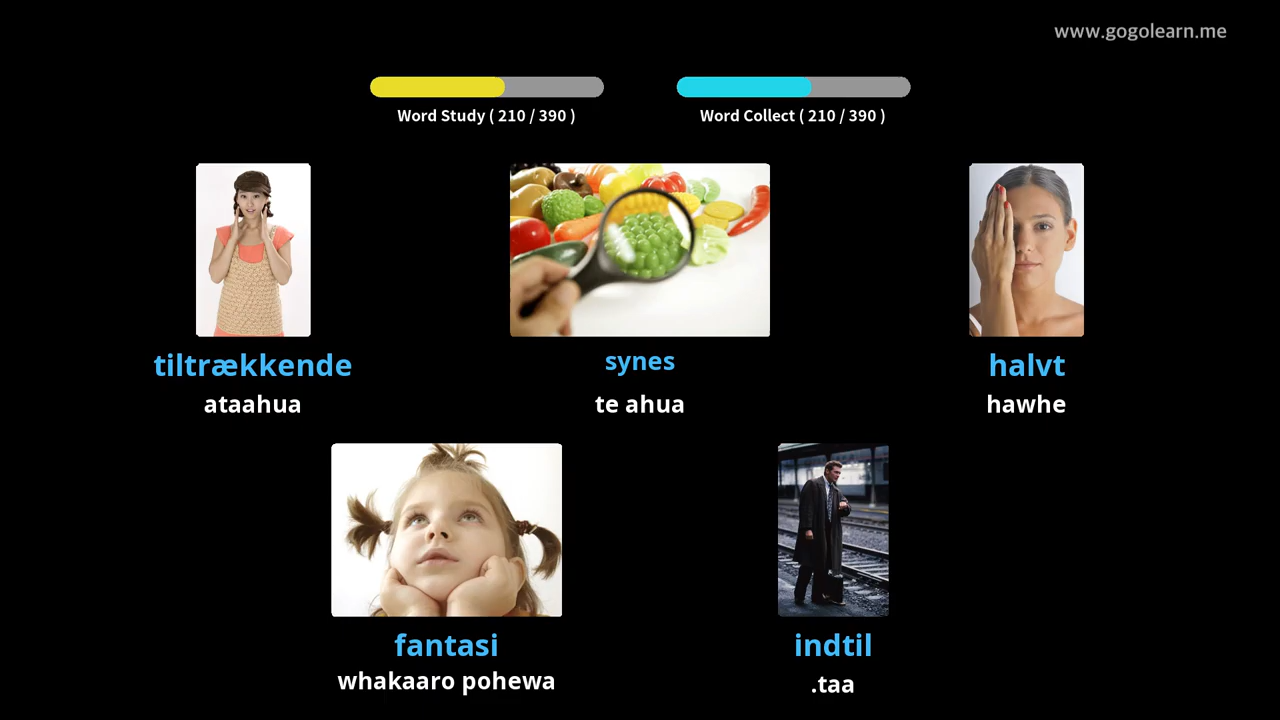 www.gogolearn.me
Word Study ( 210 / 390 )
Word Collect ( 210 / 390 )
tiltrækkende
ataahua
synes
te ahua
halvt
hawhe
fantasi
whakaaro pohewa
indtil
.taa